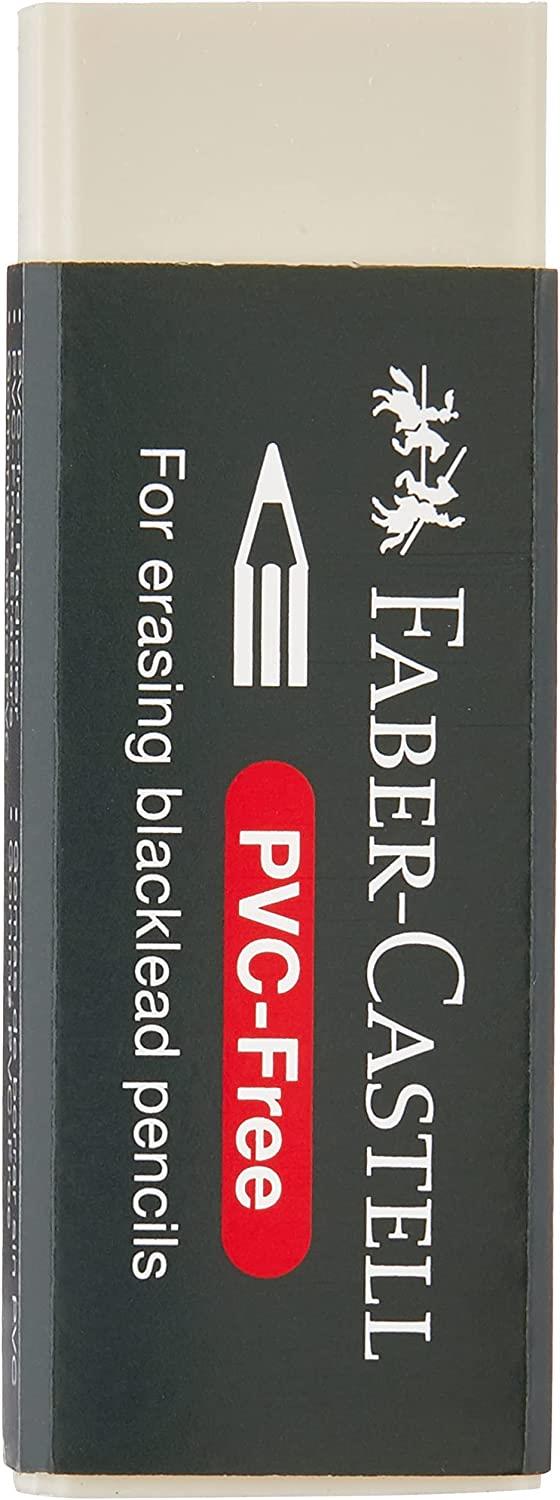 FABER-CASTELL
PVC-Free
For erasing blacklead pencils